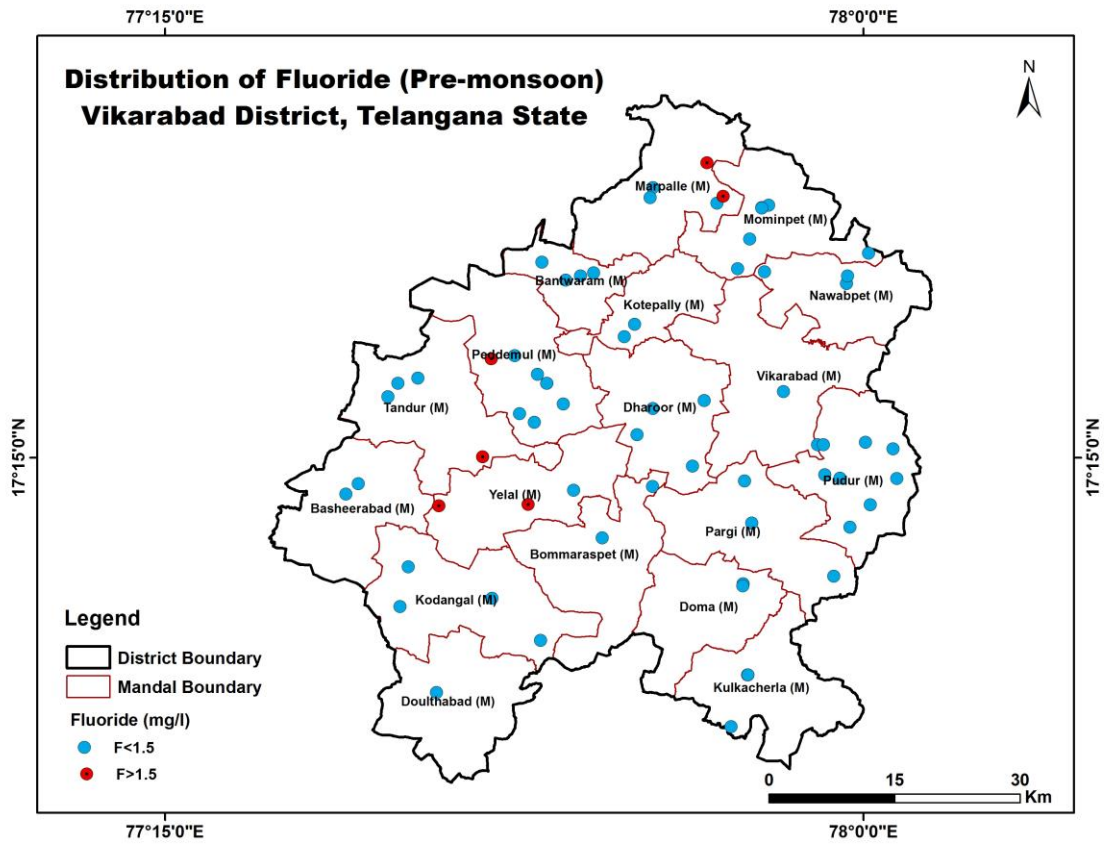 77°15'0"E
78°0'0"E
Distribution of Fluoride (Pre-monsoon)
Vikarabad District, Telangana State
N
Marpalle (M)
Mominpet (M)
Bantwaram (M)
Nawabpet (M)
Kotepally (M)
Peddemul (M)
Vikarabad (M)
Tandur (M)
Dharoor (M)
17°15'0"N
17°15'0"N
Pudur (M)
Yelal (M)
Basheerabad (M)
Pargi (M)
Bommaraspet (M)
Kodangal (M)
Doma (M)
Legend
District Boundary
Mandal Boundary
Kulkacherla (M)
Doulthabad (M)
Fluoride (mg/l)
F<1.5
F>1.5
0 15 30
Km
77°15'0"E
78°0'0"E